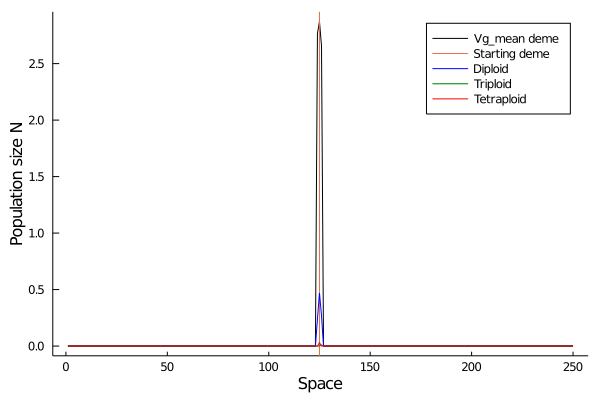 Vg_mean deme
Starting deme
Diploid
Triploid
Tetraploid
Population size N
2.5
2.0
1.5
1.0
0.5
0.0
0 50 100 150 200 250
Space